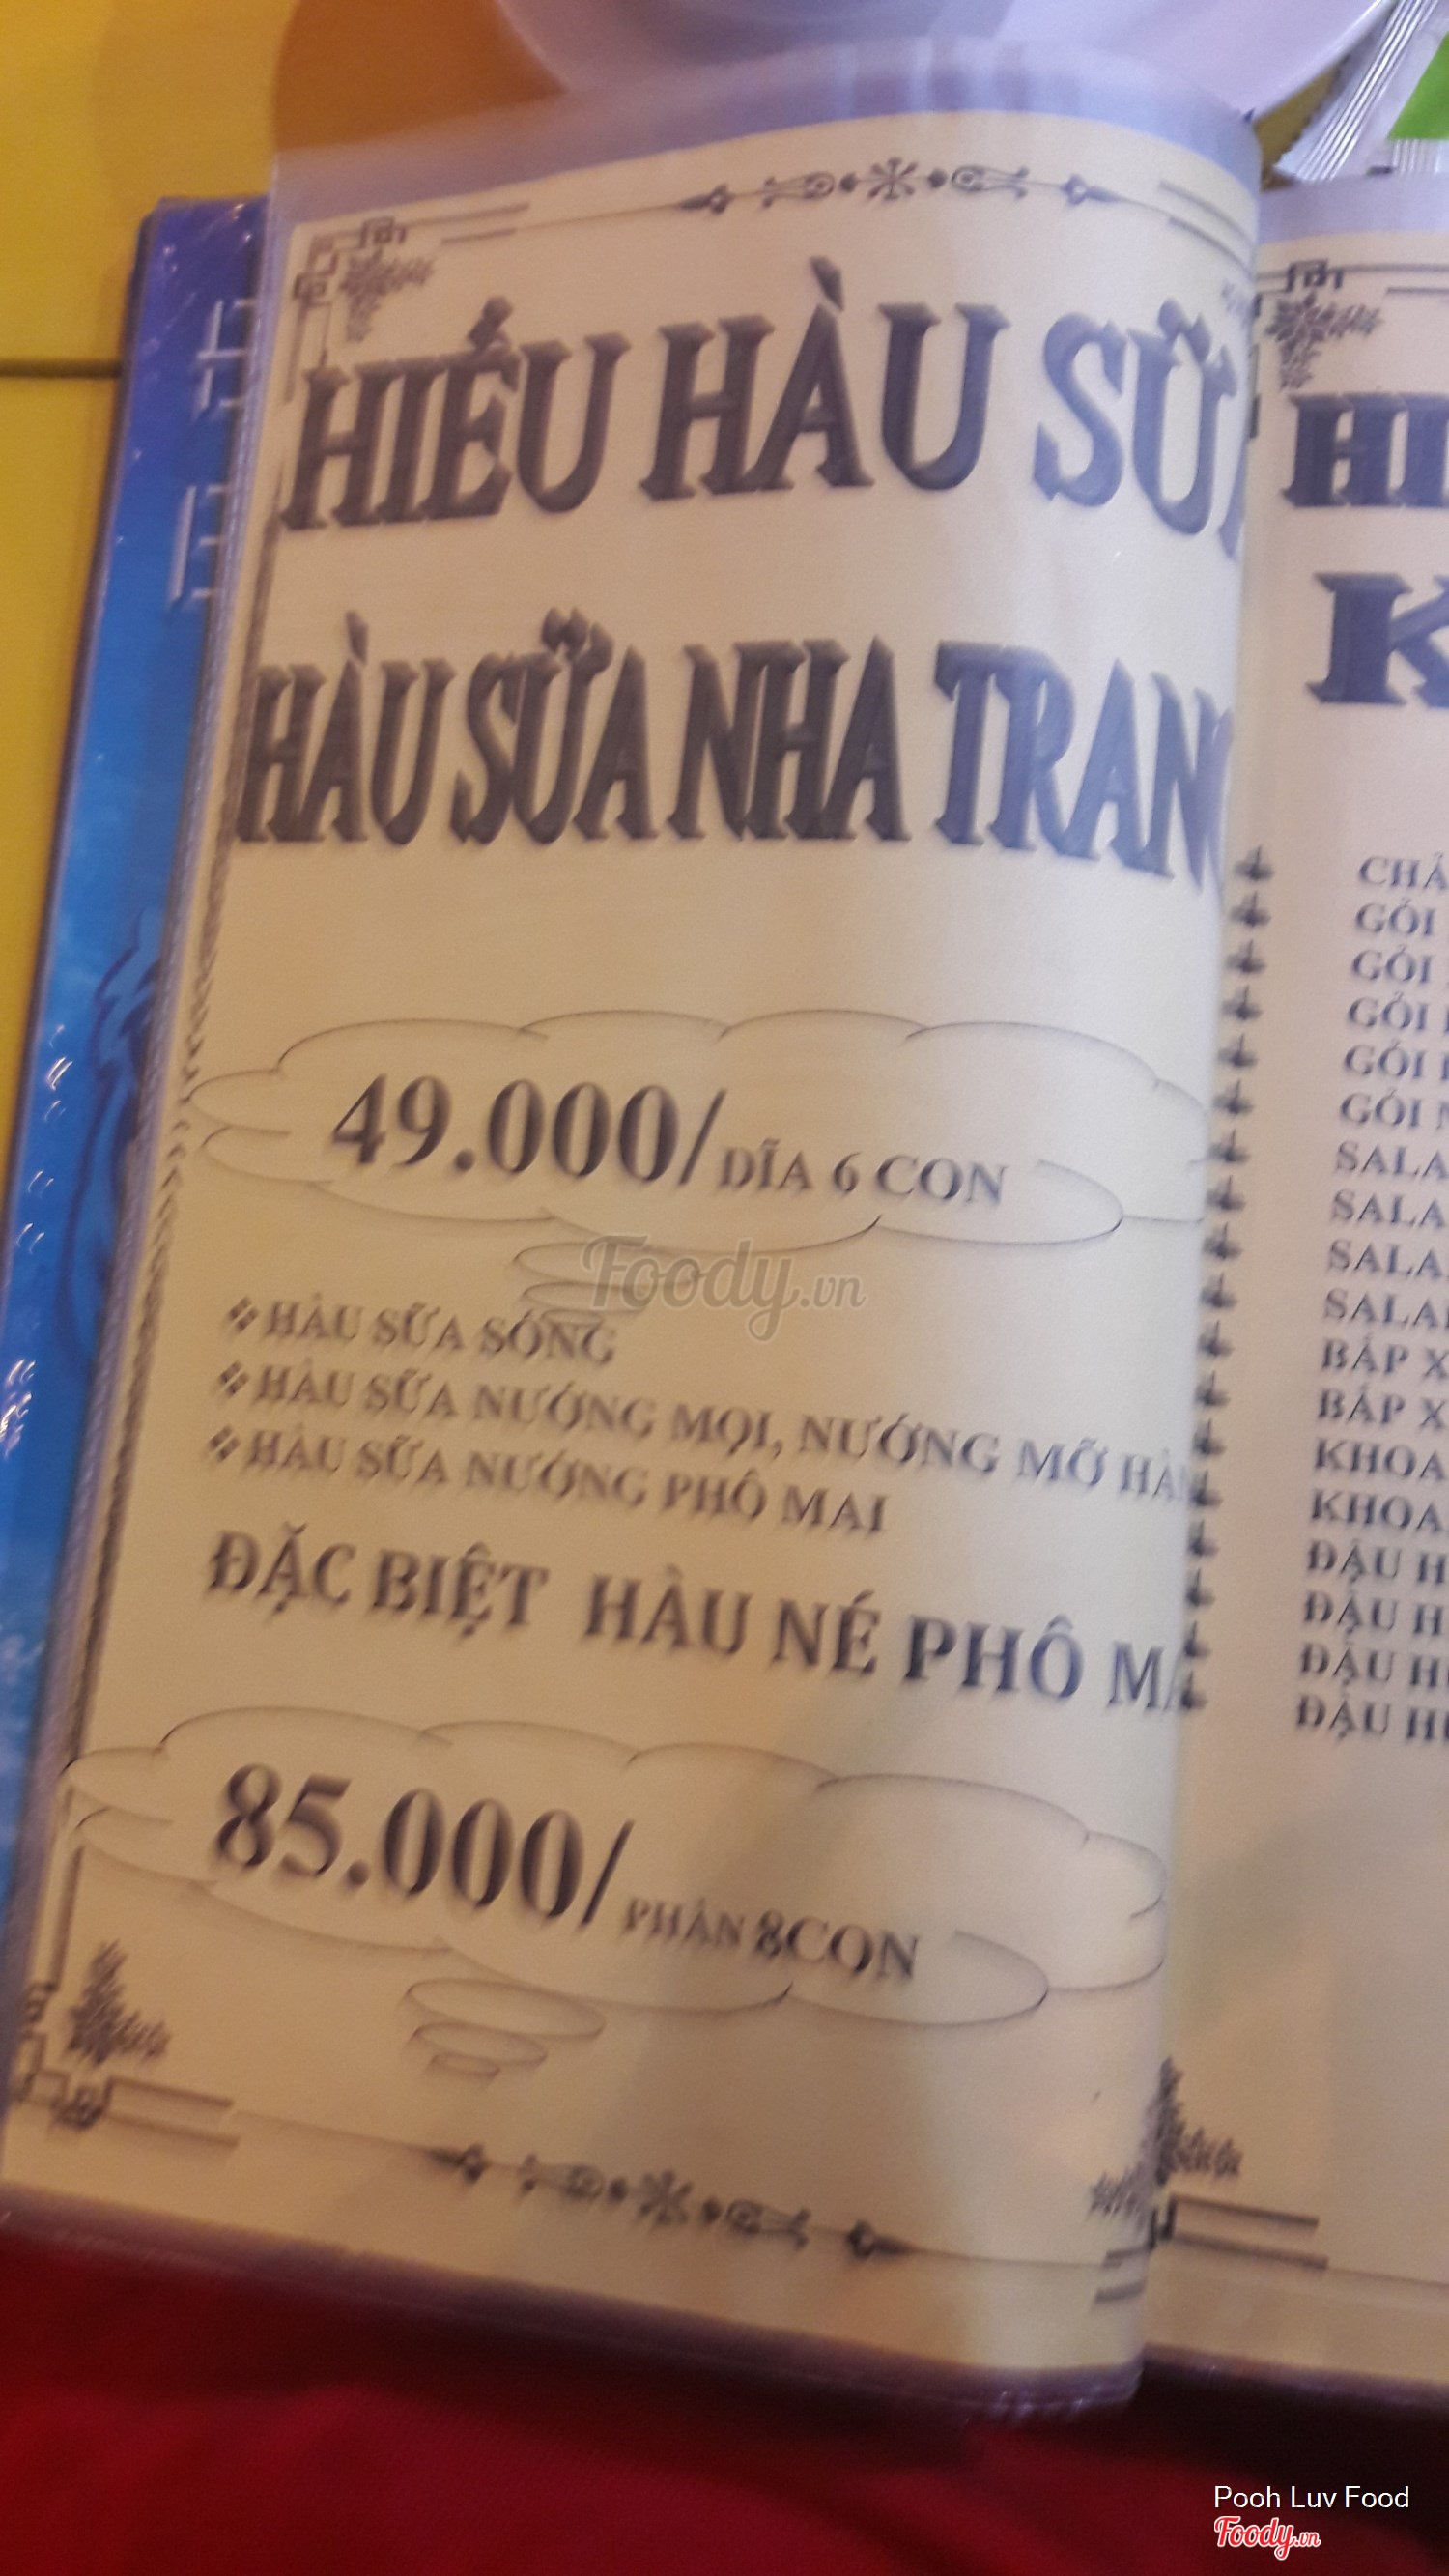 HIẾU HÀU SỮA
HÀU SỮA NHA TRANG
49.000/ DĨA 6 CON
Foody.vn
❖ HÀU SỮA SỐNG
❖ HÀU SỮA NƯỚNG MỌI, NƯỚNG MỠ HÀN
❖ HÀU SỮA NƯỚNG PHÔ MAI
ĐẶC BIỆT HÀU NÉ PHÔ MA
85.000/ PHẦN 8CON
HI
K
CHẢ
GỎI
GỎI
GỎI
GỎI
GỎI
SALA
SALA
SALA
SALA
BẮP X
BẮP X
KHOA
KHOA
ĐẬU H
ĐẬU H
ĐẬU H
ĐẬU H
Pooh Luv Food
Foody.vn